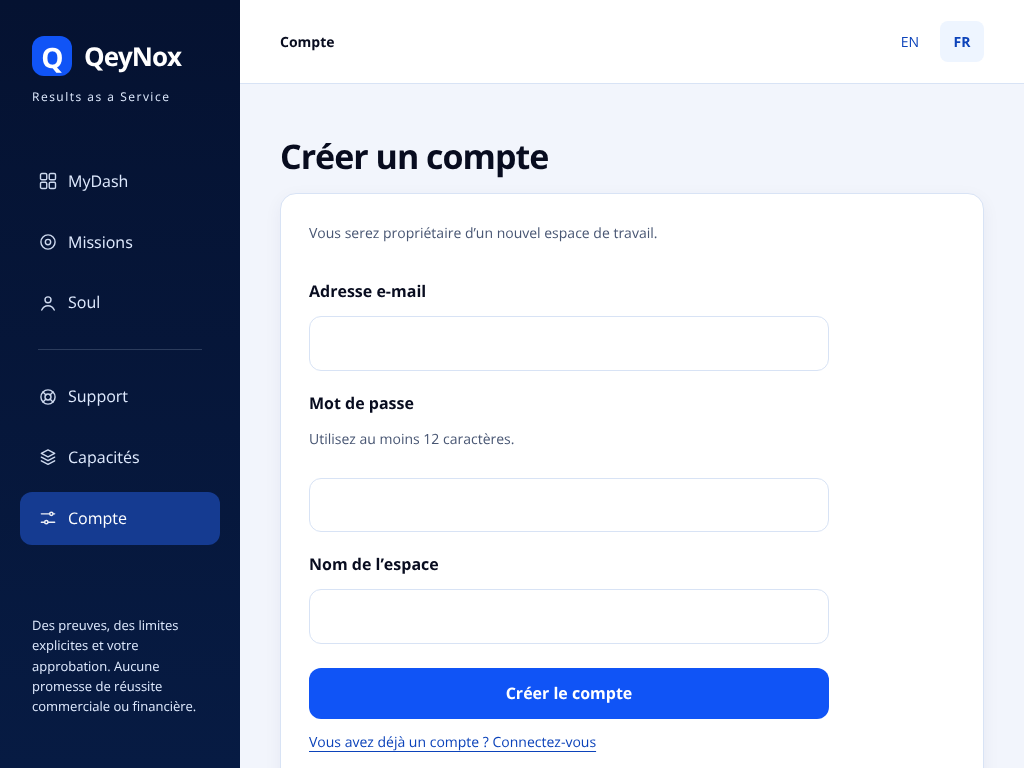 Q QeyNox
Results as a Service
MyDash
Missions
Soul
Support
Capacités
Compte
Des preuves, des limites
explicites et votre
approbation. Aucune
promesse de réussite
commerciale ou financière.
Compte
EN
FR
Créer un compte
Vous serez propriétaire d’un nouvel espace de travail.
Adresse e-mail
Mot de passe
Utilisez au moins 12 caractères.
Nom de l’espace
Créer le compte
Vous avez déjà un compte ? Connectez-vous